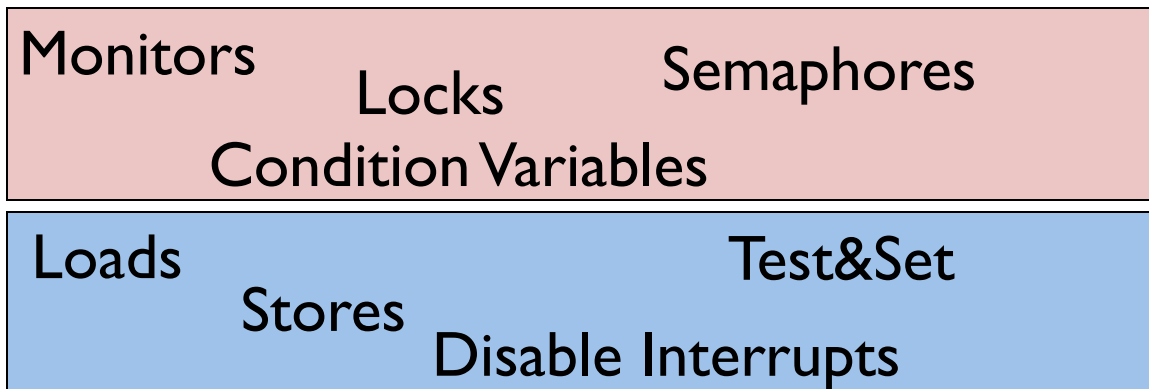 Monitors
Locks
Semaphores
Condition Variables
Loads
Stores
Test&Set
Disable Interrupts